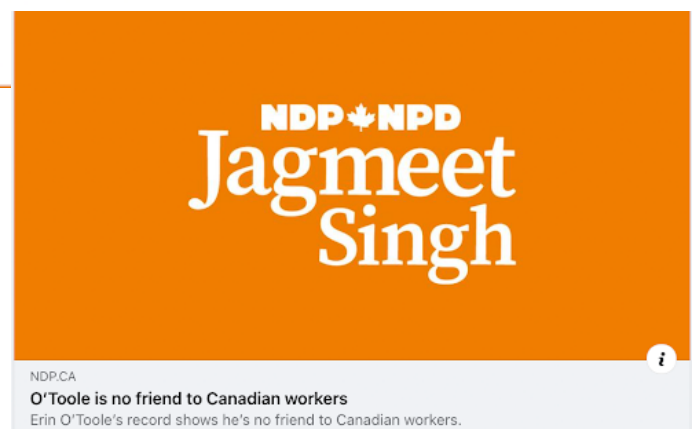 NDP NPD
Jagmeet
Singh
i
NDP.CA
O'Toole is no friend to Canadian workers
Erin O'Toole's record shows he's no friend to Canadian workers.